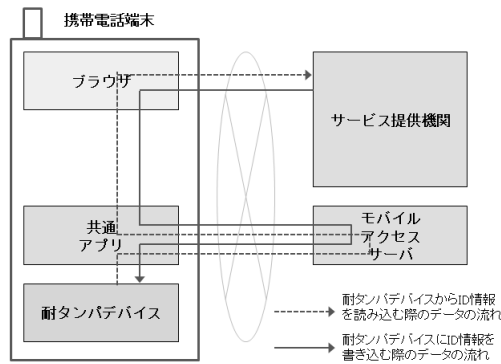 携帯電話端末
ブラウザ
サービス提供機関
共通
アプリ
モバイル
アクセス
サーバ
耐タンパデバイス
耐タンパデバイスからID情報
を読み込む際のデータの流れ
耐タンパデバイスにID情報を
書き込む際のデータの流れ